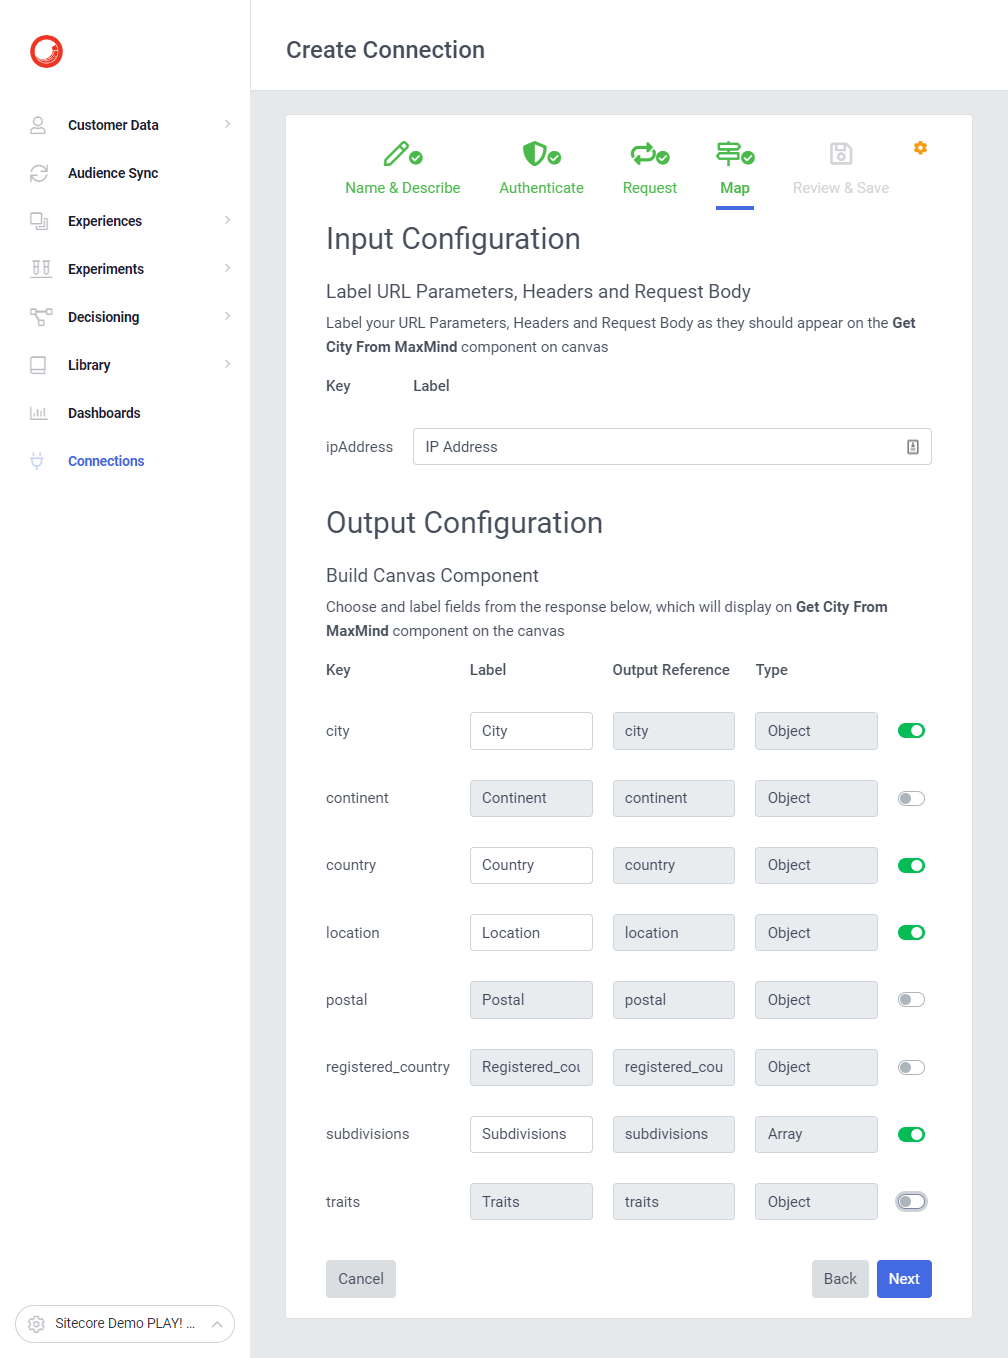 Create Connection
Customer Data
Audience Sync
Experiences
Experiments
Decisioning
Library
Dashboards
Connections
Name & Describe
Authenticate
Request
Map
Review & Save
Input Configuration
Label URL Parameters, Headers and Request Body
Label your URL Parameters, Headers and Request Body as they should appear on the Get
City From MaxMind component on canvas
Key Label
ipAddress IP Address
Output Configuration
Build Canvas Component
Choose and label fields from the response below, which will display on Get City From
MaxMind component on the canvas
Key Label Output Reference Type
city City city Object
continent Continent continent Object
country Country country Object
location Location location Object
postal Postal postal Object
registered_country Registered_cou registered_cou Object
subdivisions Subdivisions subdivisions Array
traits Traits traits Object
Cancel Back Next
Sitecore Demo PLAY! ...